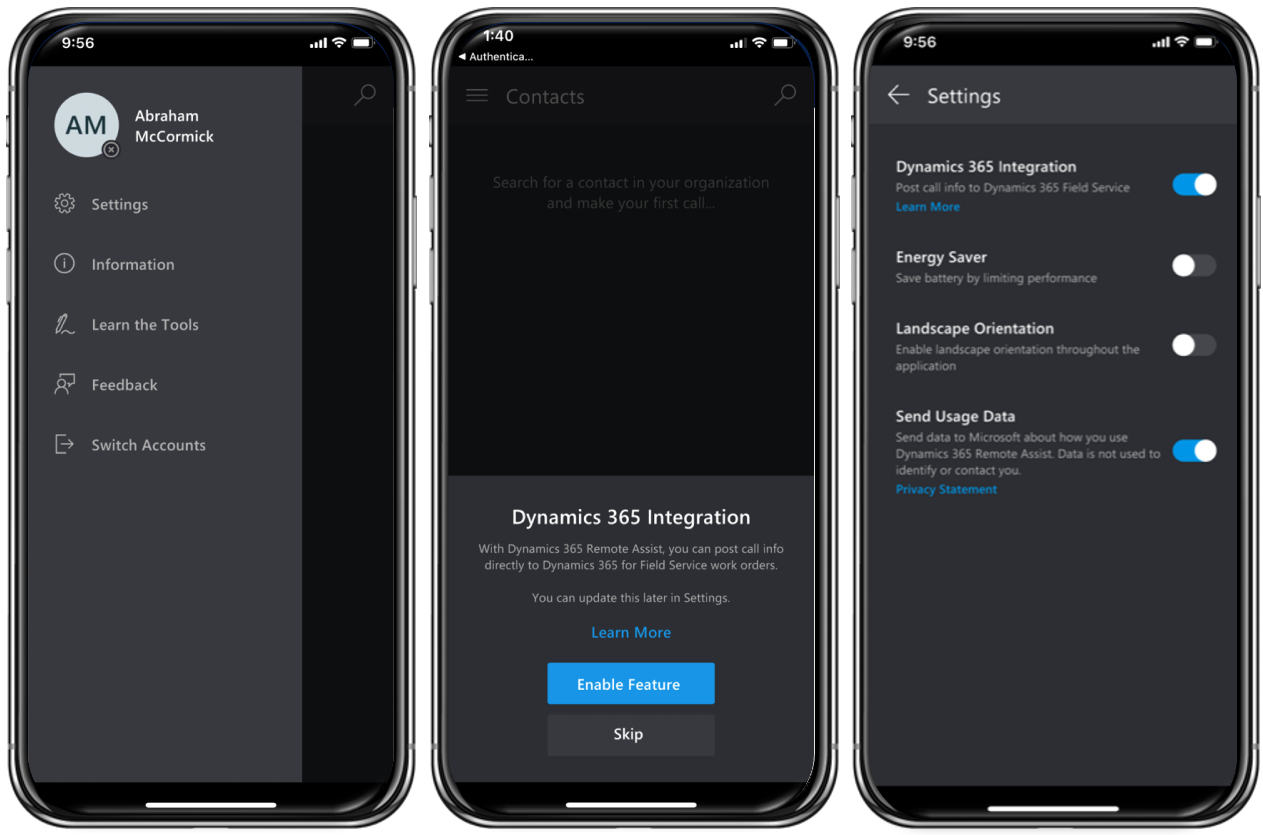 9:56
AM
Abraham
McCormick
Settings
Information
Learn the Tools
Feedback
Switch Accounts
1:40
Authentica...
Contacts
Search for a contact in your organization
and make your first call...
Dynamics 365 Integration
With Dynamics 365 Remote Assist, you can post call info
directly to Dynamics 365 for Field Service work orders.
You can update this later in Settings.
Learn More
Enable Feature
Skip
9:56
Settings
Dynamics 365 Integration
Post call info to Dynamics 365 Field Service
Learn More
Energy Saver
Save battery by limiting performance
Landscape Orientation
Enable landscape orientation throughout the
application
Send Usage Data
Send data to Microsoft about how you use
Dynamics 365 Remote Assist. Data is not used to
identify or contact you.
Privacy Statement